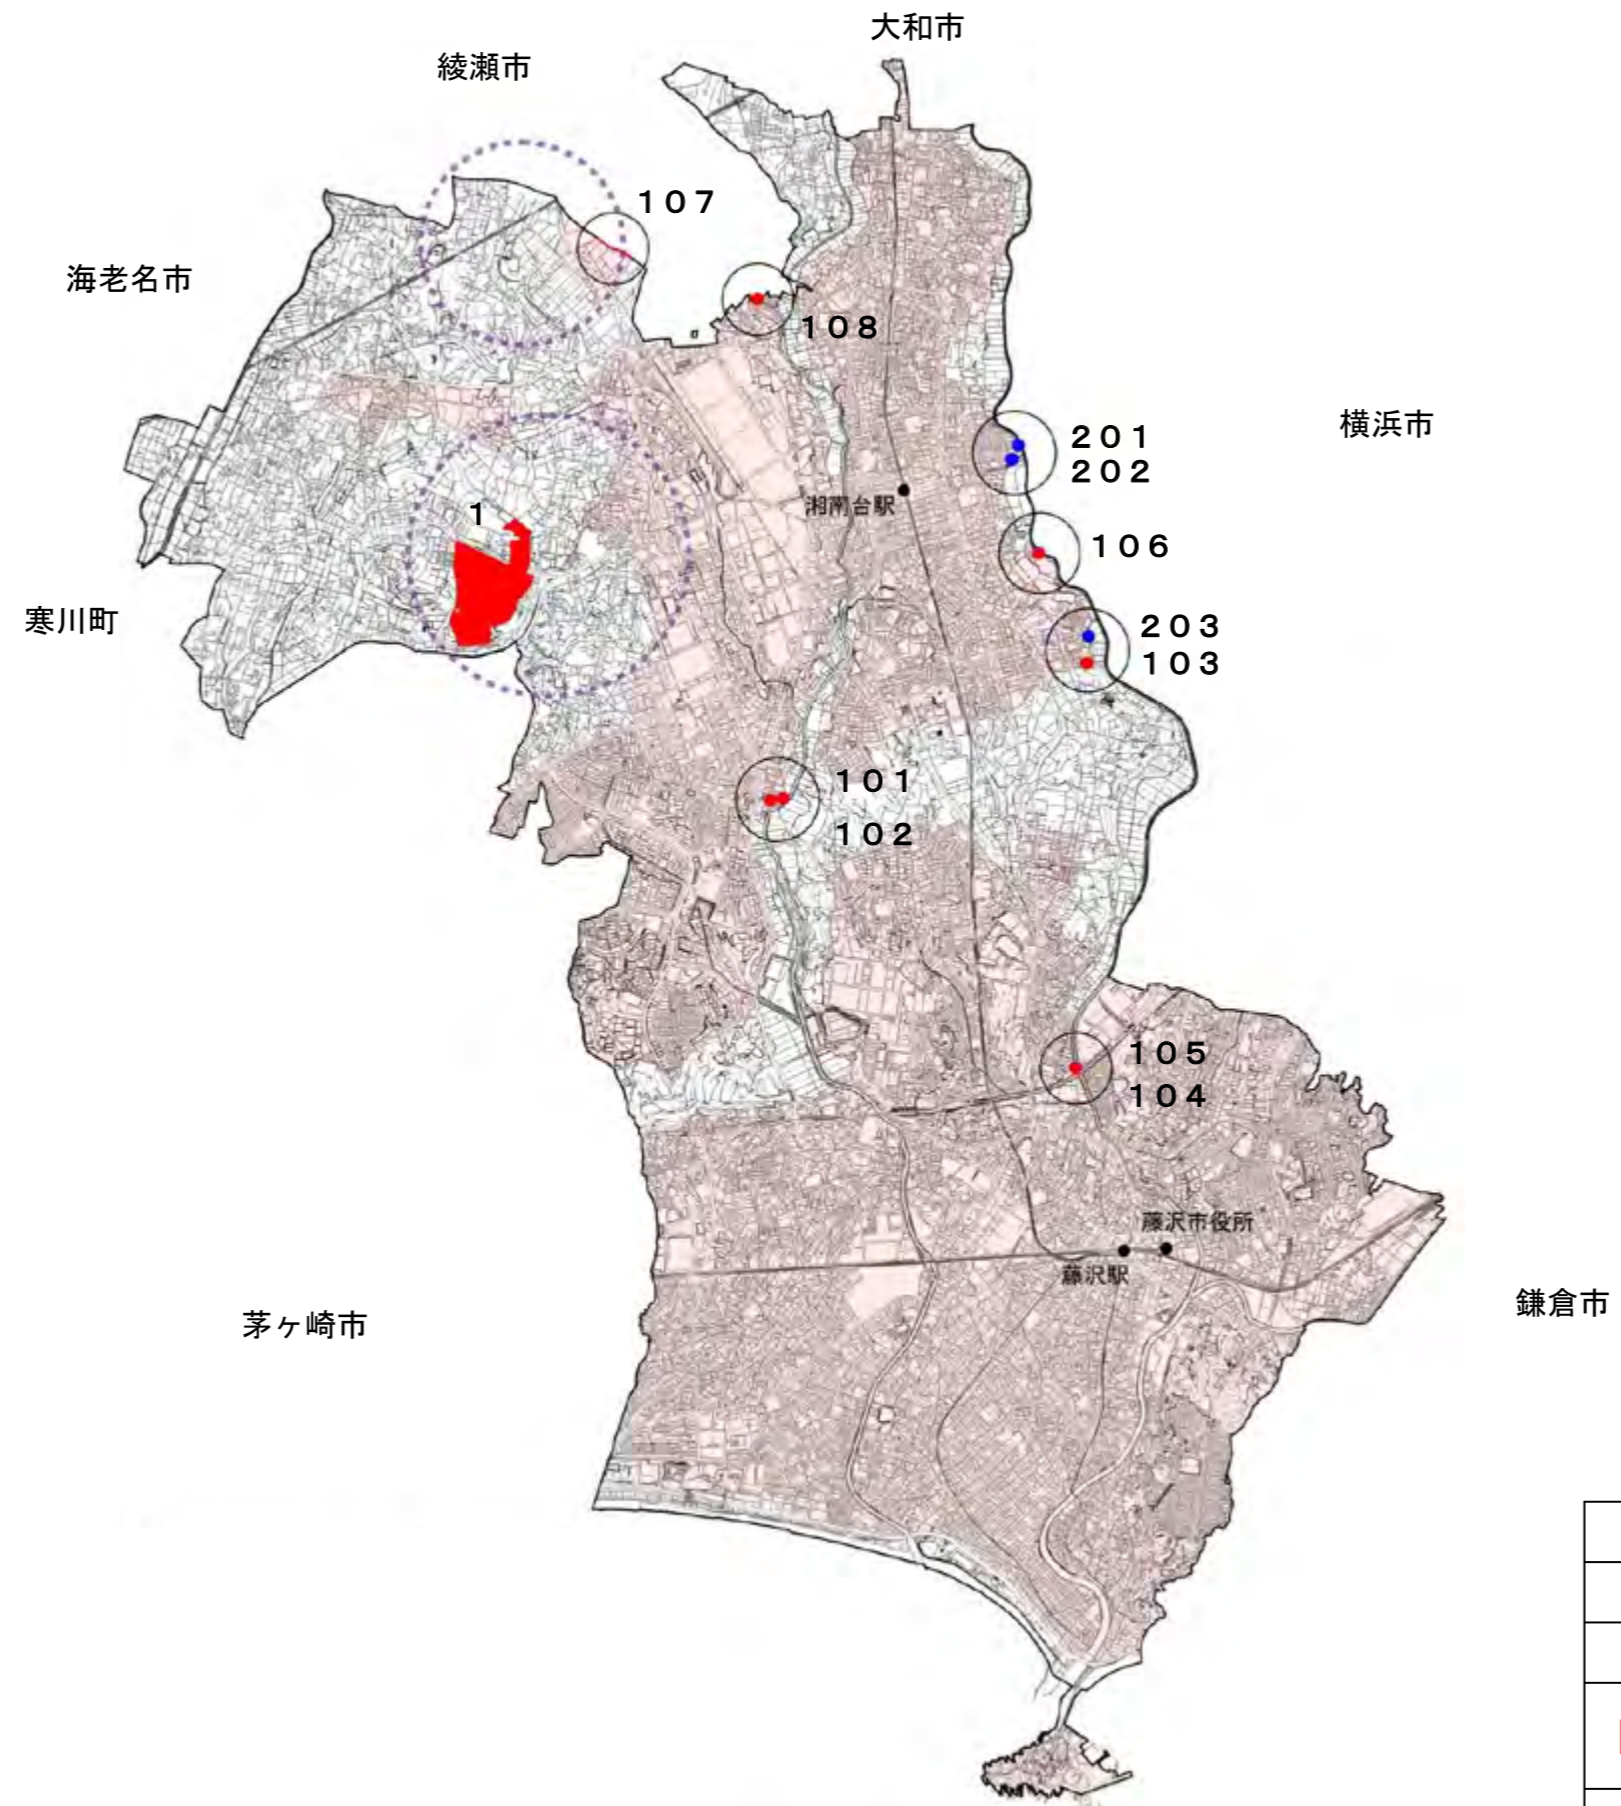 大和市
綾瀬市
１０７
海老名市
１０８
横浜市
２０１
２０２
湘南台駅
１
１０６
寒川町
２０３
１０３
１０１
１０２
１０５
１０４
藤沢市役所
藤沢駅
鎌倉市
茅ヶ崎市